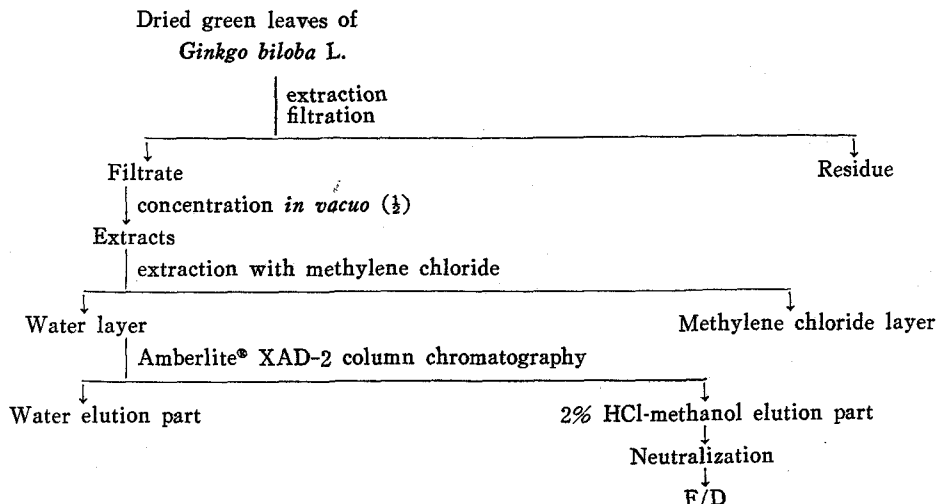 Dried green leaves of
Ginkgo biloba L.
extraction
filtration
Filtrate
Residue
concentration in vacuo (½)
Extracts
extraction with methylene chloride
Water layer
Methylene chloride layer
Amberlite® XAD-2 column chromatography
Water elution part
2% HCl-methanol elution part
Neutralization
F/D